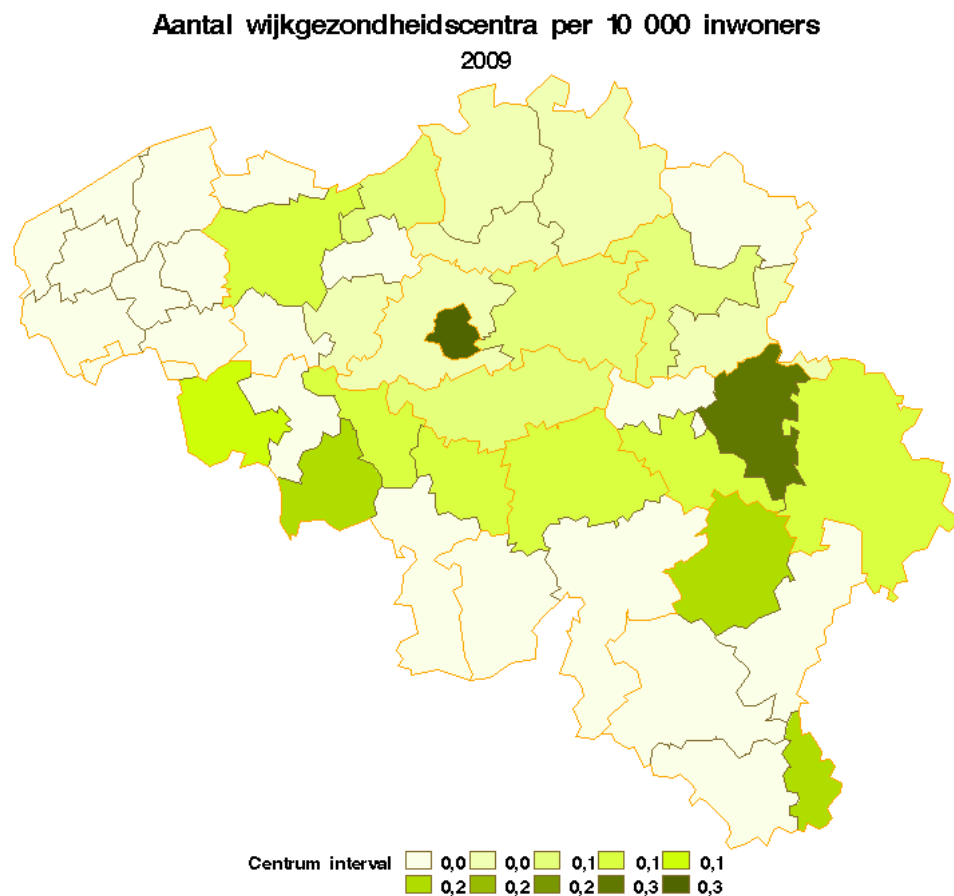 Aantal wijkgezondheidscentra per 10 000 inwoners
2009
Centrum interval 0,0 0,0 0,1 0,1 0,1
0,2 0,2 0,2 0,3 0,3